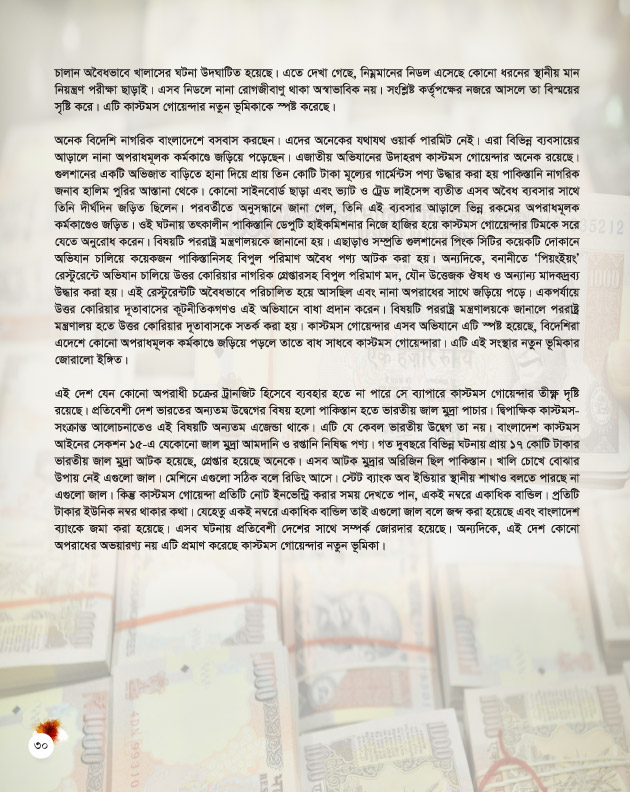 চালান অবৈধভাবে খালাসের ঘটনা উদঘাটিত হয়েছে। এতে দেখা গেছে, নিম্নমানের নিডল এসেছে কোনো ধরনের স্থানীয় মান
নিয়ন্ত্রণ পরীক্ষা ছাড়াই। এসব নিডলে নানা রোগজীবাণু থাকা অস্বাভাবিক নয়। সংশ্লিষ্ট কর্তৃপক্ষের নজরে আসলে তা বিস্ময়ের
সৃষ্টি করে। এটি কাস্টমস গোয়েন্দার নতুন ভূমিকাকে স্পষ্ট করেছে।
অনেক বিদেশি নাগরিক বাংলাদেশে বসবাস করছেন। এদের অনেকের যথাযথ ওয়ার্ক পারমিট নেই। এরা বিভিন্ন ব্যবসায়ের
আড়ালে নানা অপরাধমূলক কর্মকাণ্ডে জড়িয়ে পড়েছেন। এজাতীয় অভিযানের উদাহরণ কাস্টমস গোয়েন্দার অনেক রয়েছে।
গুলশানের একটি অভিজাত বাড়িতে হানা দিয়ে প্রায় তিন কোটি টাকা মূল্যের গার্মেন্টস পণ্য উদ্ধার করা হয় পাকিস্তানি নাগরিক
জনাব হালিম পুরির আস্তানা থেকে। কোনো সাইনবোর্ড ছাড়া এবং ভ্যাট ও ট্রেড লাইসেন্স ব্যতীত এসব অবৈধ ব্যবসার সাথে
তিনি দীর্ঘদিন জড়িত ছিলেন। পরবর্তীতে অনুসন্ধানে জানা গেল, তিনি এই ব্যবসার আড়ালে ভিন্ন রকমের অপরাধমূলক
কর্মকাণ্ডেও জড়িত। ওই ঘটনায় তৎকালীন পাকিস্তানি ডেপুটি হাইকমিশনার নিজে হাজির হয়ে কাস্টমস গোয়েন্দোর টিমকে সরে
যেতে অনুরোধ করেন। বিষয়টি পররাষ্ট্র মন্ত্রণালয়কে জানানো হয়। এছাড়াও সম্প্রতি গুলশানের পিংক সিটির কয়েকটি দোকানে
অভিযান চালিয়ে কয়েকজন পাকিস্তানিসহ বিপুল পরিমাণ অবৈধ পণ্য আটক করা হয়। অন্যদিকে, বনানীতে ‘পিয়ংইয়ং’
রেস্টুরেন্টে অভিযান চালিয়ে উত্তর কোরিয়ার নাগরিক গ্রেপ্তারসহ বিপুল পরিমাণ মদ, যৌন উত্তেজক ঔষধ ও অন্যান্য মাদকদ্রব্য
উদ্ধার করা হয়। এই রেস্টুরেন্টটি অবৈধভাবে পরিচালিত হয়ে আসছিল এবং নানা অপরাধের সাথে জড়িয়ে পড়ে। একপর্যায়ে
উত্তর কোরিয়ার দূতাবাসের কূটনীতিকগণও এই অভিযানে বাধা প্রদান করেন। বিষয়টি পররাষ্ট্র মন্ত্রণালয়কে জানালে পররাষ্ট্র
মন্ত্রণালয় হতে উত্তর কোরিয়ার দূতাবাসকে সতর্ক করা হয়। কাস্টমস গোয়েন্দার এসব অভিযানে এটি স্পষ্ট হয়েছে, বিদেশিরা
এদেশে কোনো অপরাধমূলক কর্মকাণ্ডে জড়িয়ে পড়লে তাতে বাধ সাধবে কাস্টমস গোয়েন্দারা। এটি এই সংস্থার নতুন ভূমিকার
জোরালো ইঙ্গিত।
এই দেশ যেন কোনো অপরাধী চক্রের ট্রানজিট হিসেবে ব্যবহার হতে না পারে সে ব্যাপারে কাস্টমস গোয়েন্দার তীক্ষ্ণ দৃষ্টি
রয়েছে। প্রতিবেশী দেশ ভারতের অন্যতম উদ্বেগের বিষয় হলো পাকিস্তান হতে ভারতীয় জাল মুদ্রা পাচার। দ্বিপাক্ষিক কাস্টমস-
সংক্রান্ত আলোচনাতেও এই বিষয়টি অন্যতম এজেন্ডা থাকে। এটি যে কেবল ভারতীয় উদ্বেগ তা নয়। বাংলাদেশ কাস্টমস
আইনের সেকশন ১৫-এ যেকোনো জাল মুদ্রা আমদানি ও রপ্তানি নিষিদ্ধ পণ্য। গত দুবছরে বিভিন্ন ঘটনায় প্রায় ১৭ কোটি টাকার
ভারতীয় জাল মুদ্রা আটক হয়েছে, গ্রেপ্তার হয়েছে অনেকে। এসব আটক মুদ্রার অরিজিন ছিল পাকিস্তান। খালি চোখে বোঝার
উপায় নেই এগুলো জাল। মেশিনে এগুলো সঠিক বলে রিডিং আসে। স্টেট ব্যাংক অব ইন্ডিয়ার স্থানীয় শাখাও বলতে পারছে না
এগুলো জাল। কিন্তু কাস্টমস গোয়েন্দা প্রতিটি নোট ইনভেন্ট্রি করার সময় দেখতে পান, একই নম্বরে একাধিক বান্ডিল। প্রতিটি
টাকার ইউনিক নম্বর থাকার কথা। যেহেতু একই নম্বরে একাধিক বান্ডিল তাই এগুলো জাল বলে জব্দ করা হয়েছে এবং বাংলাদেশ
ব্যাংকে জমা করা হয়েছে। এসব ঘটনায় প্রতিবেশী দেশের সাথে সম্পর্ক জোরদার হয়েছে। অন্যদিকে, এই দেশ কোনো
অপরাধের অভয়ারণ্য নয় এটি প্রমাণ করেছে কাস্টমস গোয়েন্দার নতুন ভূমিকা।
৩০